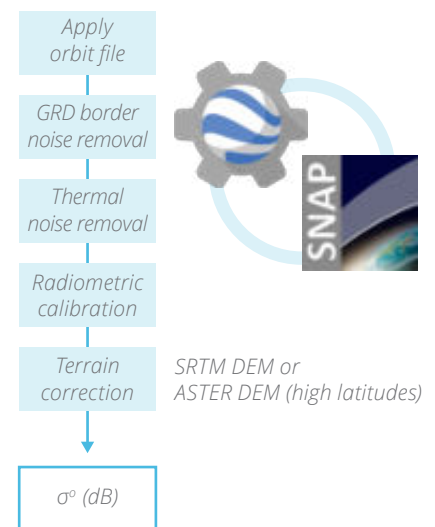 Apply
orbit file
GRD border
noise removal
Thermal
noise removal
SNAP
Radiometric
calibration
Terrain
correction
SRTM DEM or
ASTER DEM (high latitudes)
σº (dB)